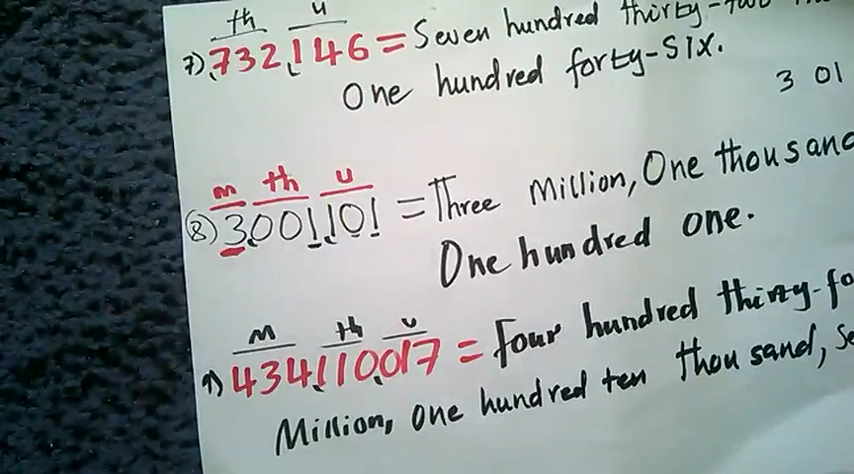 th u
7) 732,146 = Seven hundred thirty-two
One hundred forty-six.
3 01
m th u
(8) 3,001,101 = Three Million, One thousand
One hundred one.
m th u
9) 434,110,017 = Four hundred thirty-fo
Million, one hundred ten thousand, Se